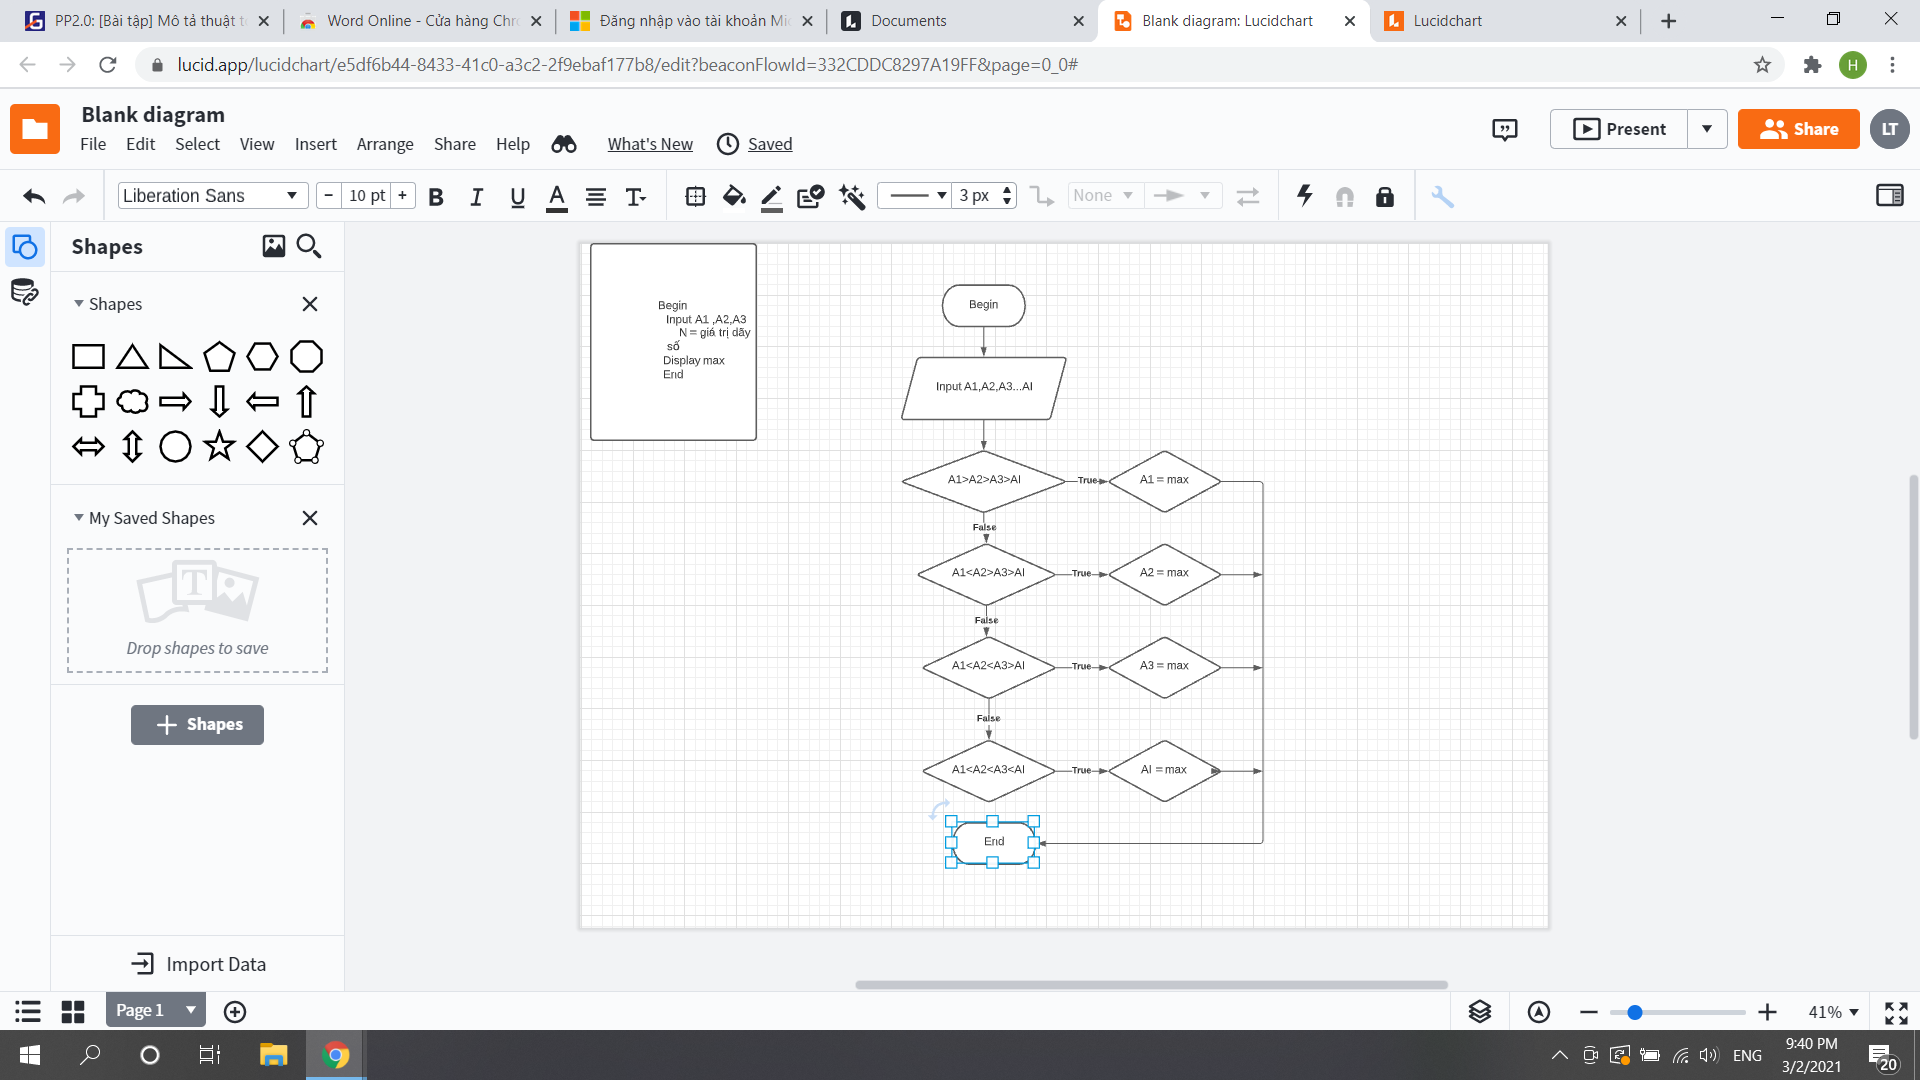 PP2.0: [Bài tập] Mô tả thuật t
Word Online - Cửa hàng Chr
Đăng nhập vào tài khoản Mi
Documents
Blank diagram: Lucidchart
Lucidchart
lucid.app/lucidchart/e5df6b44-8433-41c0-a3c2-2f9ebaf177b8/edit?beaconFlowId=332CDDC8297A19FF&page=0_0#
H
Blank diagram
File Edit Select View Insert Arrange Share Help What's New Saved
Present
Share
LT
Liberation Sans
10 pt
B I U A T
3 px
None
Shapes
Shapes
My Saved Shapes
T
Drop shapes to save
Shapes
Import Data
Begin
Input A1 ,A2,A3
N = giá trị dãy
số
Display max
End
Begin
Input A1,A2,A3...AI
A1>A2>A3>AI
True
A1 = max
False
A1<A2>A3>AI
True
A2 = max
False
A1<A2<A3>AI
True
A3 = max
False
A1<A2<A3<AI
True
AI = max
End
Page 1
41%
ENG
9:40 PM
3/2/2021
20